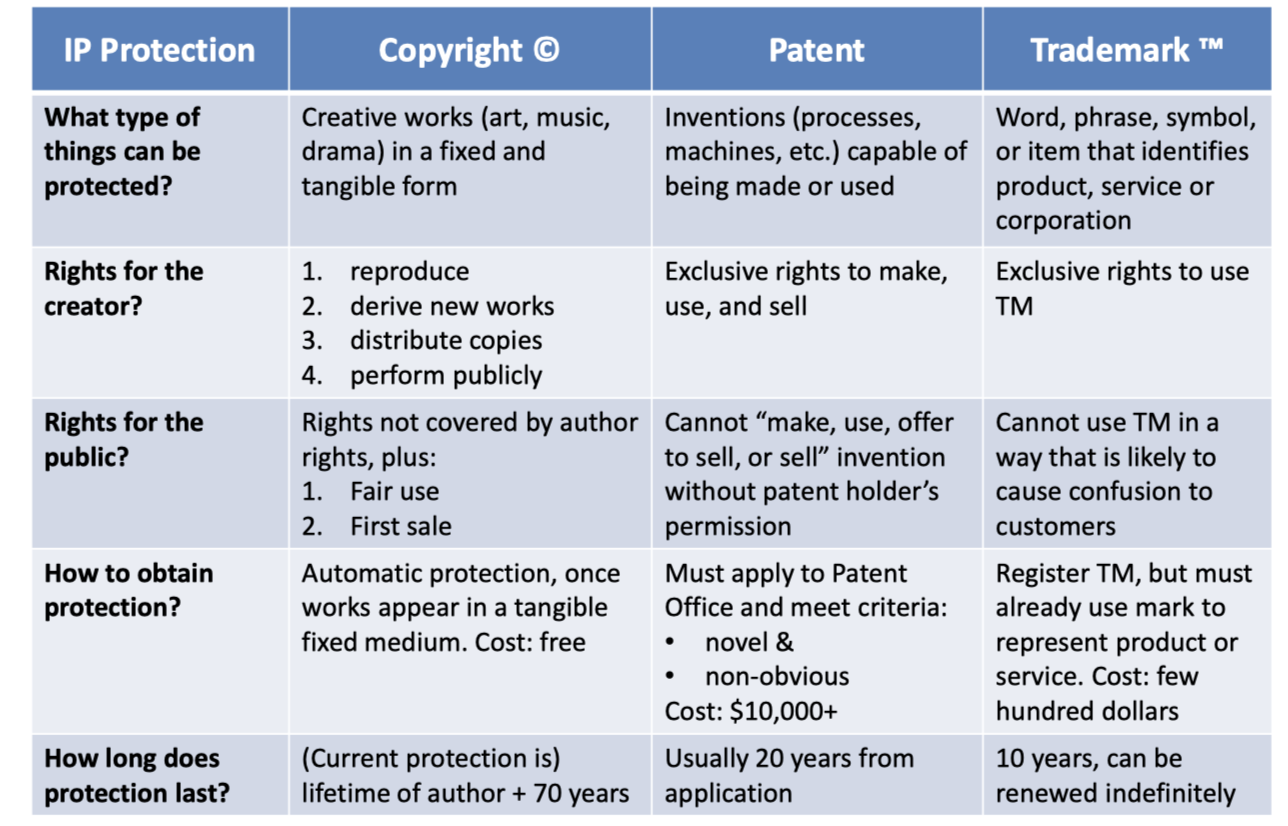 IP Protection
Copyright ©
Patent
Trademark ™
What type of
things can be
protected?
Creative works (art, music,
drama) in a fixed and
tangible form
Inventions (processes,
machines, etc.) capable of
being made or used
Word, phrase, symbol,
or item that identifies
product, service or
corporation
Rights for the
creator?
1. reproduce
2. derive new works
3. distribute copies
4. perform publicly
Exclusive rights to make,
use, and sell
Exclusive rights to use
TM
Rights for the
public?
Rights not covered by author
rights, plus:
1. Fair use
2. First sale
Cannot “make, use, offer
to sell, or sell” invention
without patent holder’s
permission
Cannot use TM in a
way that is likely to
cause confusion to
customers
How to obtain
protection?
Automatic protection, once
works appear in a tangible
fixed medium. Cost: free
Must apply to Patent
Office and meet criteria:
• novel &
• non-obvious
Cost: $10,000+
Register TM, but must
already use mark to
represent product or
service. Cost: few
hundred dollars
How long does
protection last?
(Current protection is)
lifetime of author + 70 years
Usually 20 years from
application
10 years, can be
renewed indefinitely